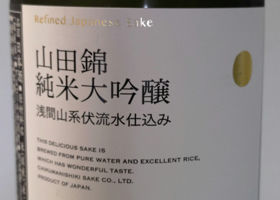 Refined Japanese Sake
山田錦
純米大吟醸
浅間山系伏流水仕込み
THIS DELICIOUS SAKE IS
BREWED FROM PURE WATER AND EXCELLENT RICE,
WHICH HAS WONDERFUL TASTE.
CHIKUMANISHIKI SAKE CO., LTD.
PRODUCT OF JAPAN.